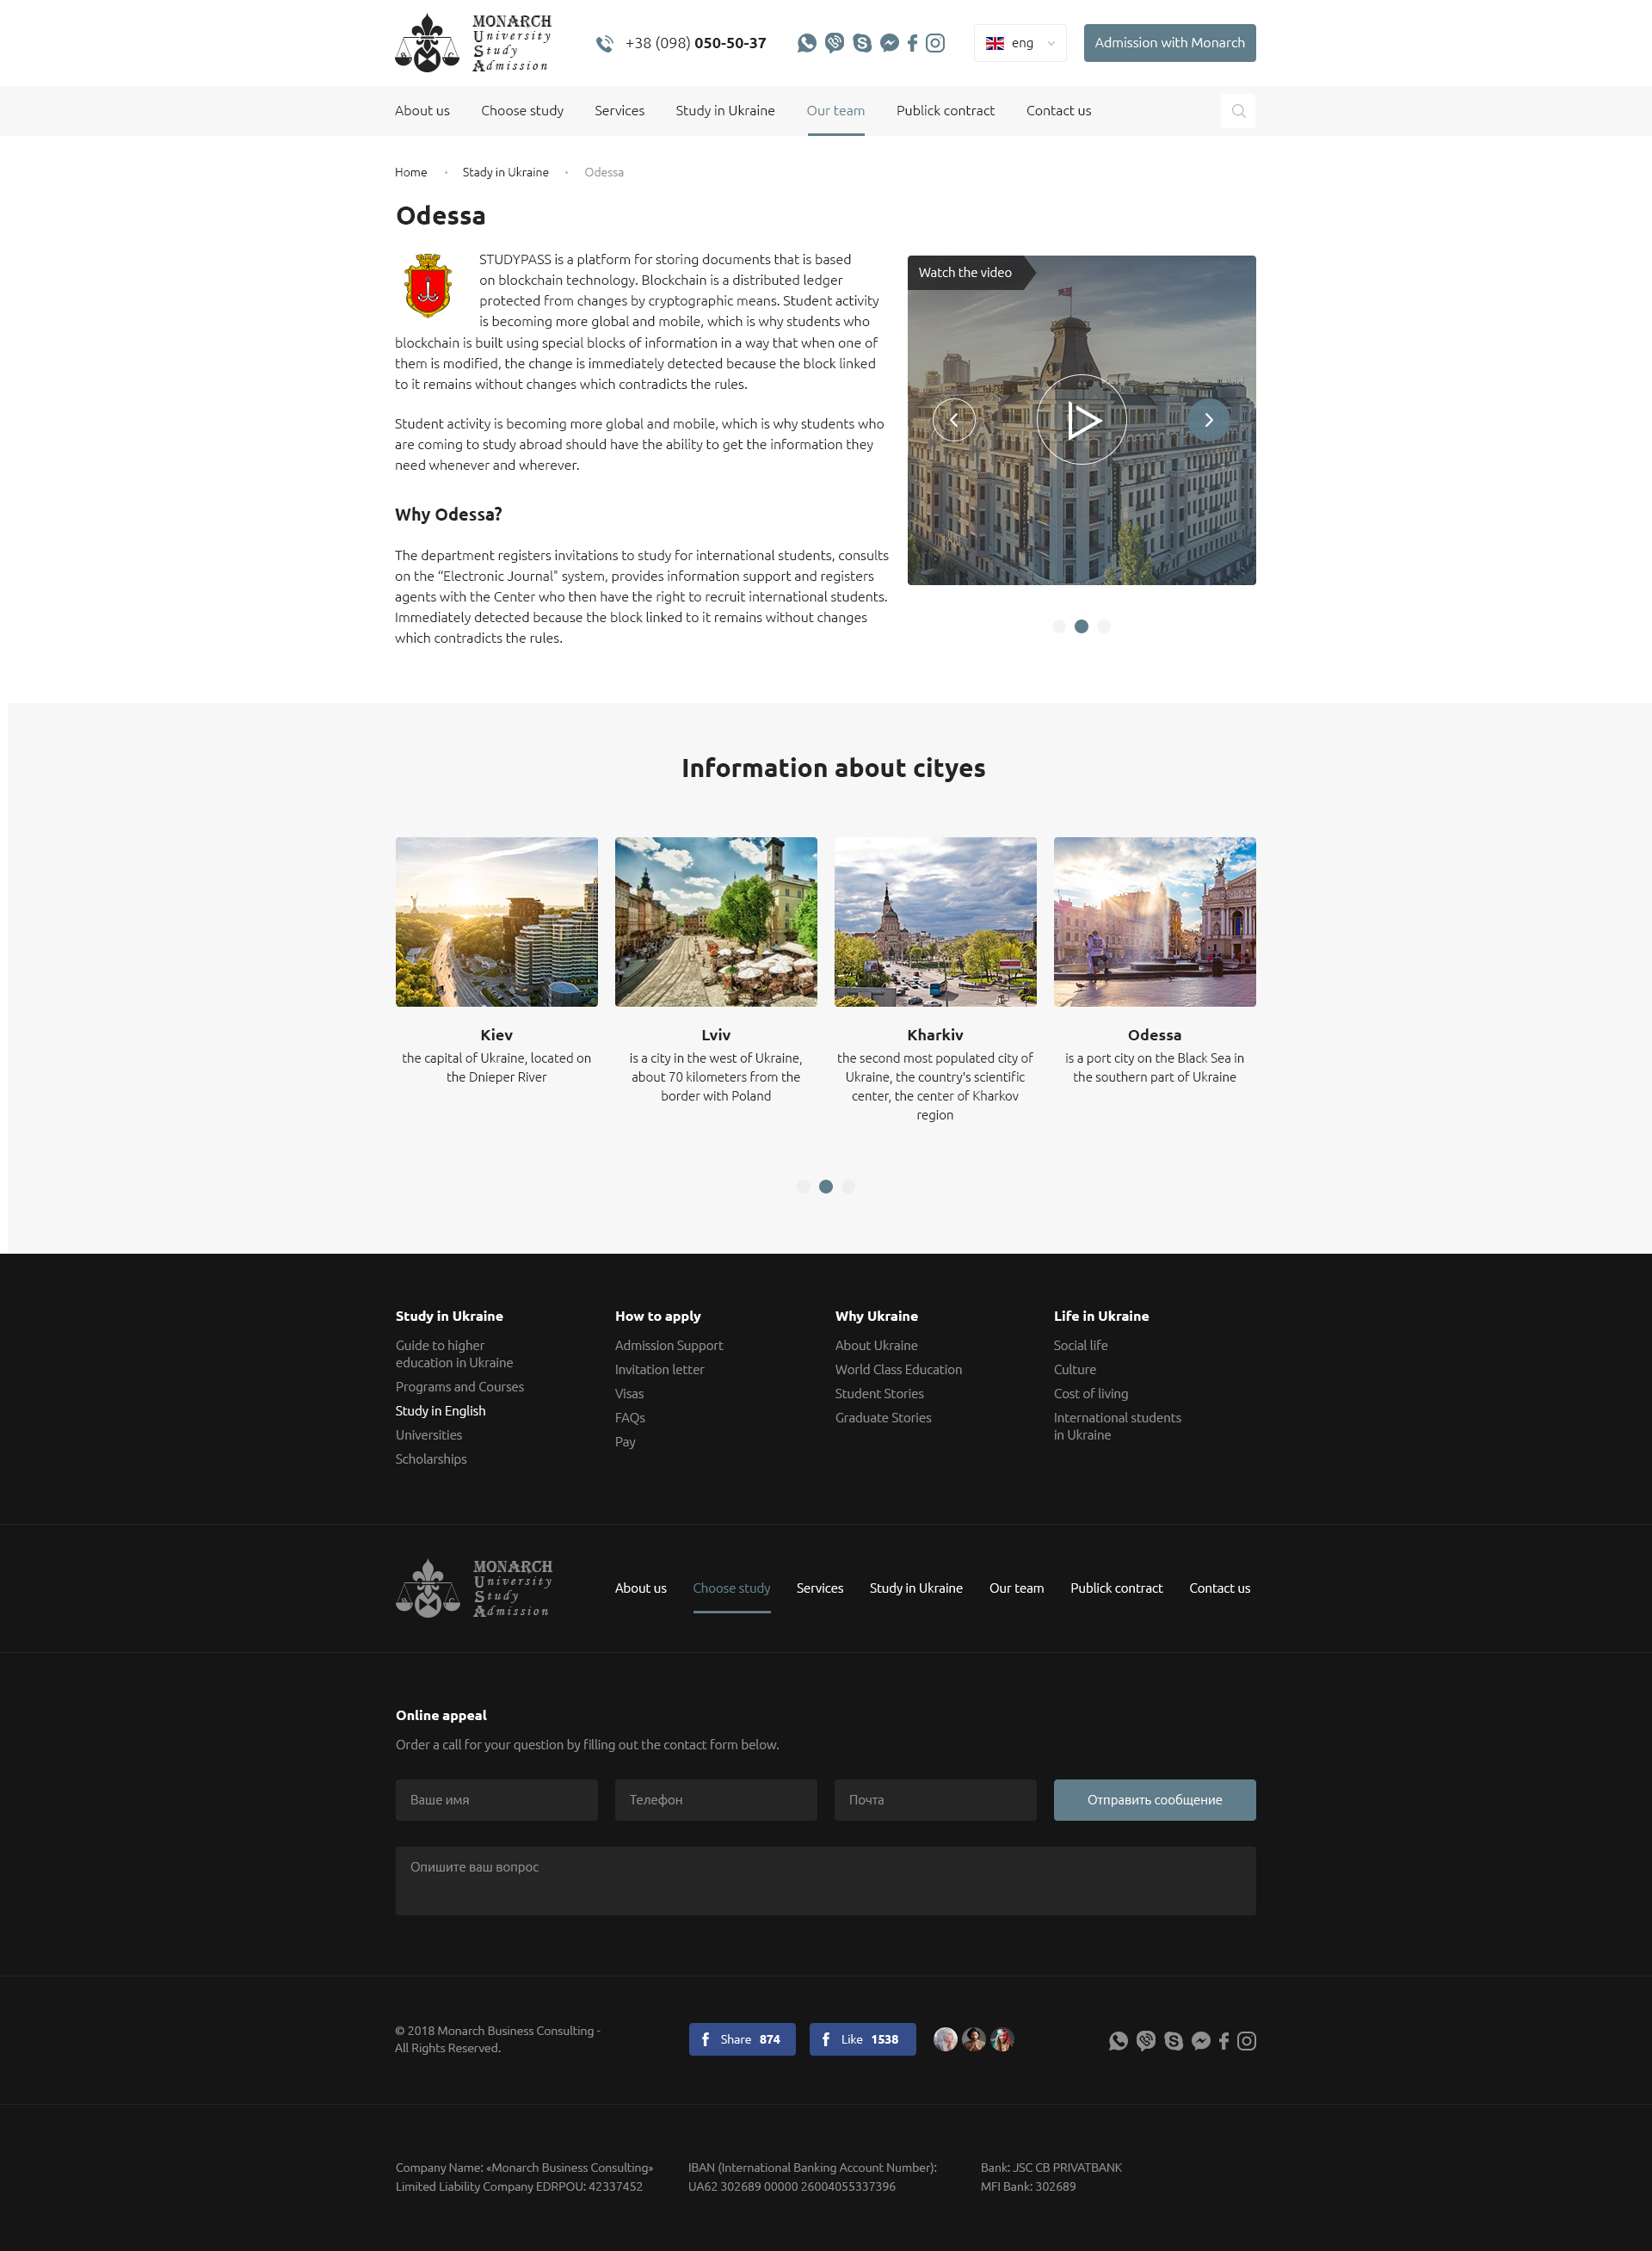 MONARCH
University
Study
Admission
+38 (098) 050-50-37
eng
Admission with Monarch
About us
Choose study
Services
Study in Ukraine
Our team
Publick contract
Contact us
Home
Stady in Ukraine
Odessa
Odessa
STUDYPASS is a platform for storing documents that is based
on blockchain technology. Blockchain is a distributed ledger
protected from changes by cryptographic means. Student activity
is becoming more global and mobile, which is why students who
blockchain is built using special blocks of information in a way that when one of
them is modified, the change is immediately detected because the block linked
to it remains without changes which contradicts the rules.
Student activity is becoming more global and mobile, which is why students who
are coming to study abroad should have the ability to get the information they
need whenever and wherever.
Why Odessa?
The department registers invitations to study for international students, consults
on the “Electronic Journal" system, provides information support and registers
agents with the Center who then have the right to recruit international students.
Immediately detected because the block linked to it remains without changes
which contradicts the rules.
Watch the video
Information about cityes
Kiev
the capital of Ukraine, located on
the Dnieper River
Lviv
is a city in the west of Ukraine,
about 70 kilometers from the
border with Poland
Kharkiv
the second most populated city of
Ukraine, the country's scientific
center, the center of Kharkov
region
Odessa
is a port city on the Black Sea in
the southern part of Ukraine
Study in Ukraine
Guide to higher
education in Ukraine
Programs and Courses
Study in English
Universities
Scholarships
How to apply
Admission Support
Invitation letter
Visas
FAQs
Pay
Why Ukraine
About Ukraine
World Class Education
Student Stories
Graduate Stories
Life in Ukraine
Social life
Culture
Cost of living
International students
in Ukraine
MONARCH
University
Study
Admission
About us
Choose study
Services
Study in Ukraine
Our team
Publick contract
Contact us
Online appeal
Order a call for your question by filling out the contact form below.
Ваше имя
Телефон
Почта
Отправить сообщение
Опишите ваш вопрос
© 2018 Monarch Business Consulting -
All Rights Reserved.
Share 874
Like 1538
Company Name: «Monarch Business Consulting»
Limited Liability Company EDRPOU: 42337452
IBAN (International Banking Account Number):
UA62 302689 00000 26004055337396
Bank: JSC CB PRIVATBANK
MFI Bank: 302689